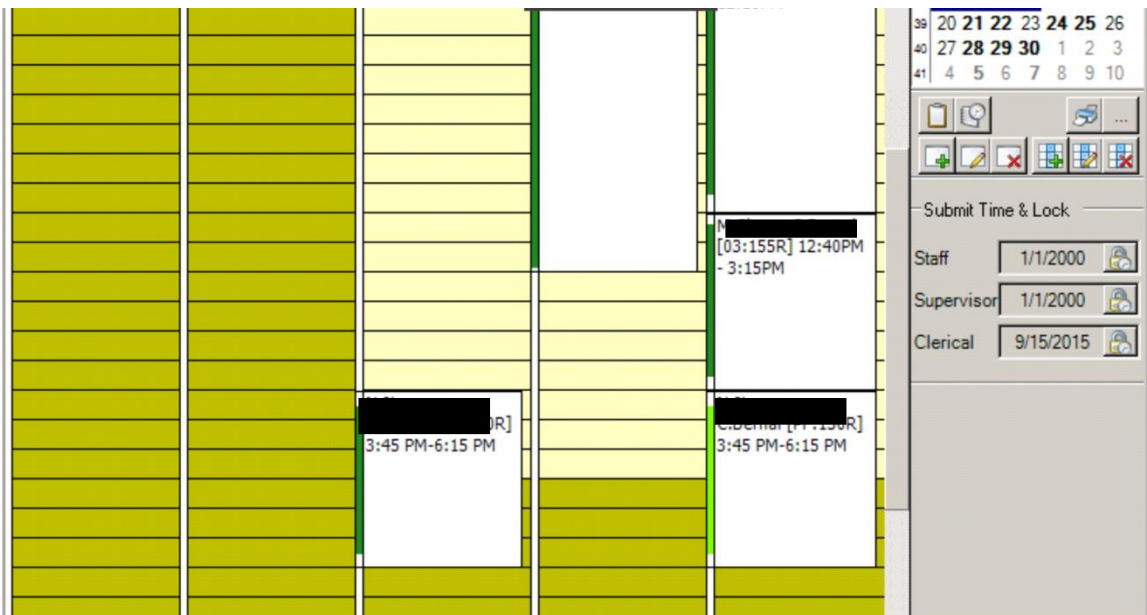 39 20 21 22 23 24 25 26
40 27 28 29 30 1 2 3
41 4 5 6 7 8 9 10
...
Submit Time & Lock
[03:155R] 12:40PM
- 3:15PM
Staff 1/1/2000
Supervisor 1/1/2000
Clerical 9/15/2015
0R]
3:45 PM-6:15 PM
3:45 PM-6:15 PM